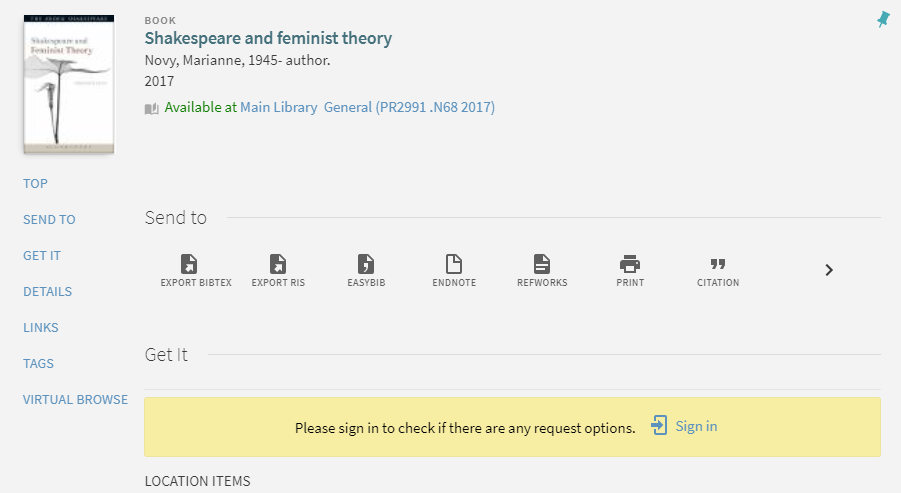 THE ARDEN SHAKESPEARE
Shakespeare and
Feminist Theory
BOOK
Shakespeare and feminist theory
Novy, Marianne, 1945- author.
2017
Available at Main Library General (PR2991 .N68 2017)
TOP
SEND TO
GET IT
DETAILS
LINKS
TAGS
VIRTUAL BROWSE
Send to
EXPORT BIBTEX EXPORT RIS EASYBIB ENDNOTE REFWORKS PRINT CITATION
Get It
Please sign in to check if there are any request options. Sign in
LOCATION ITEMS